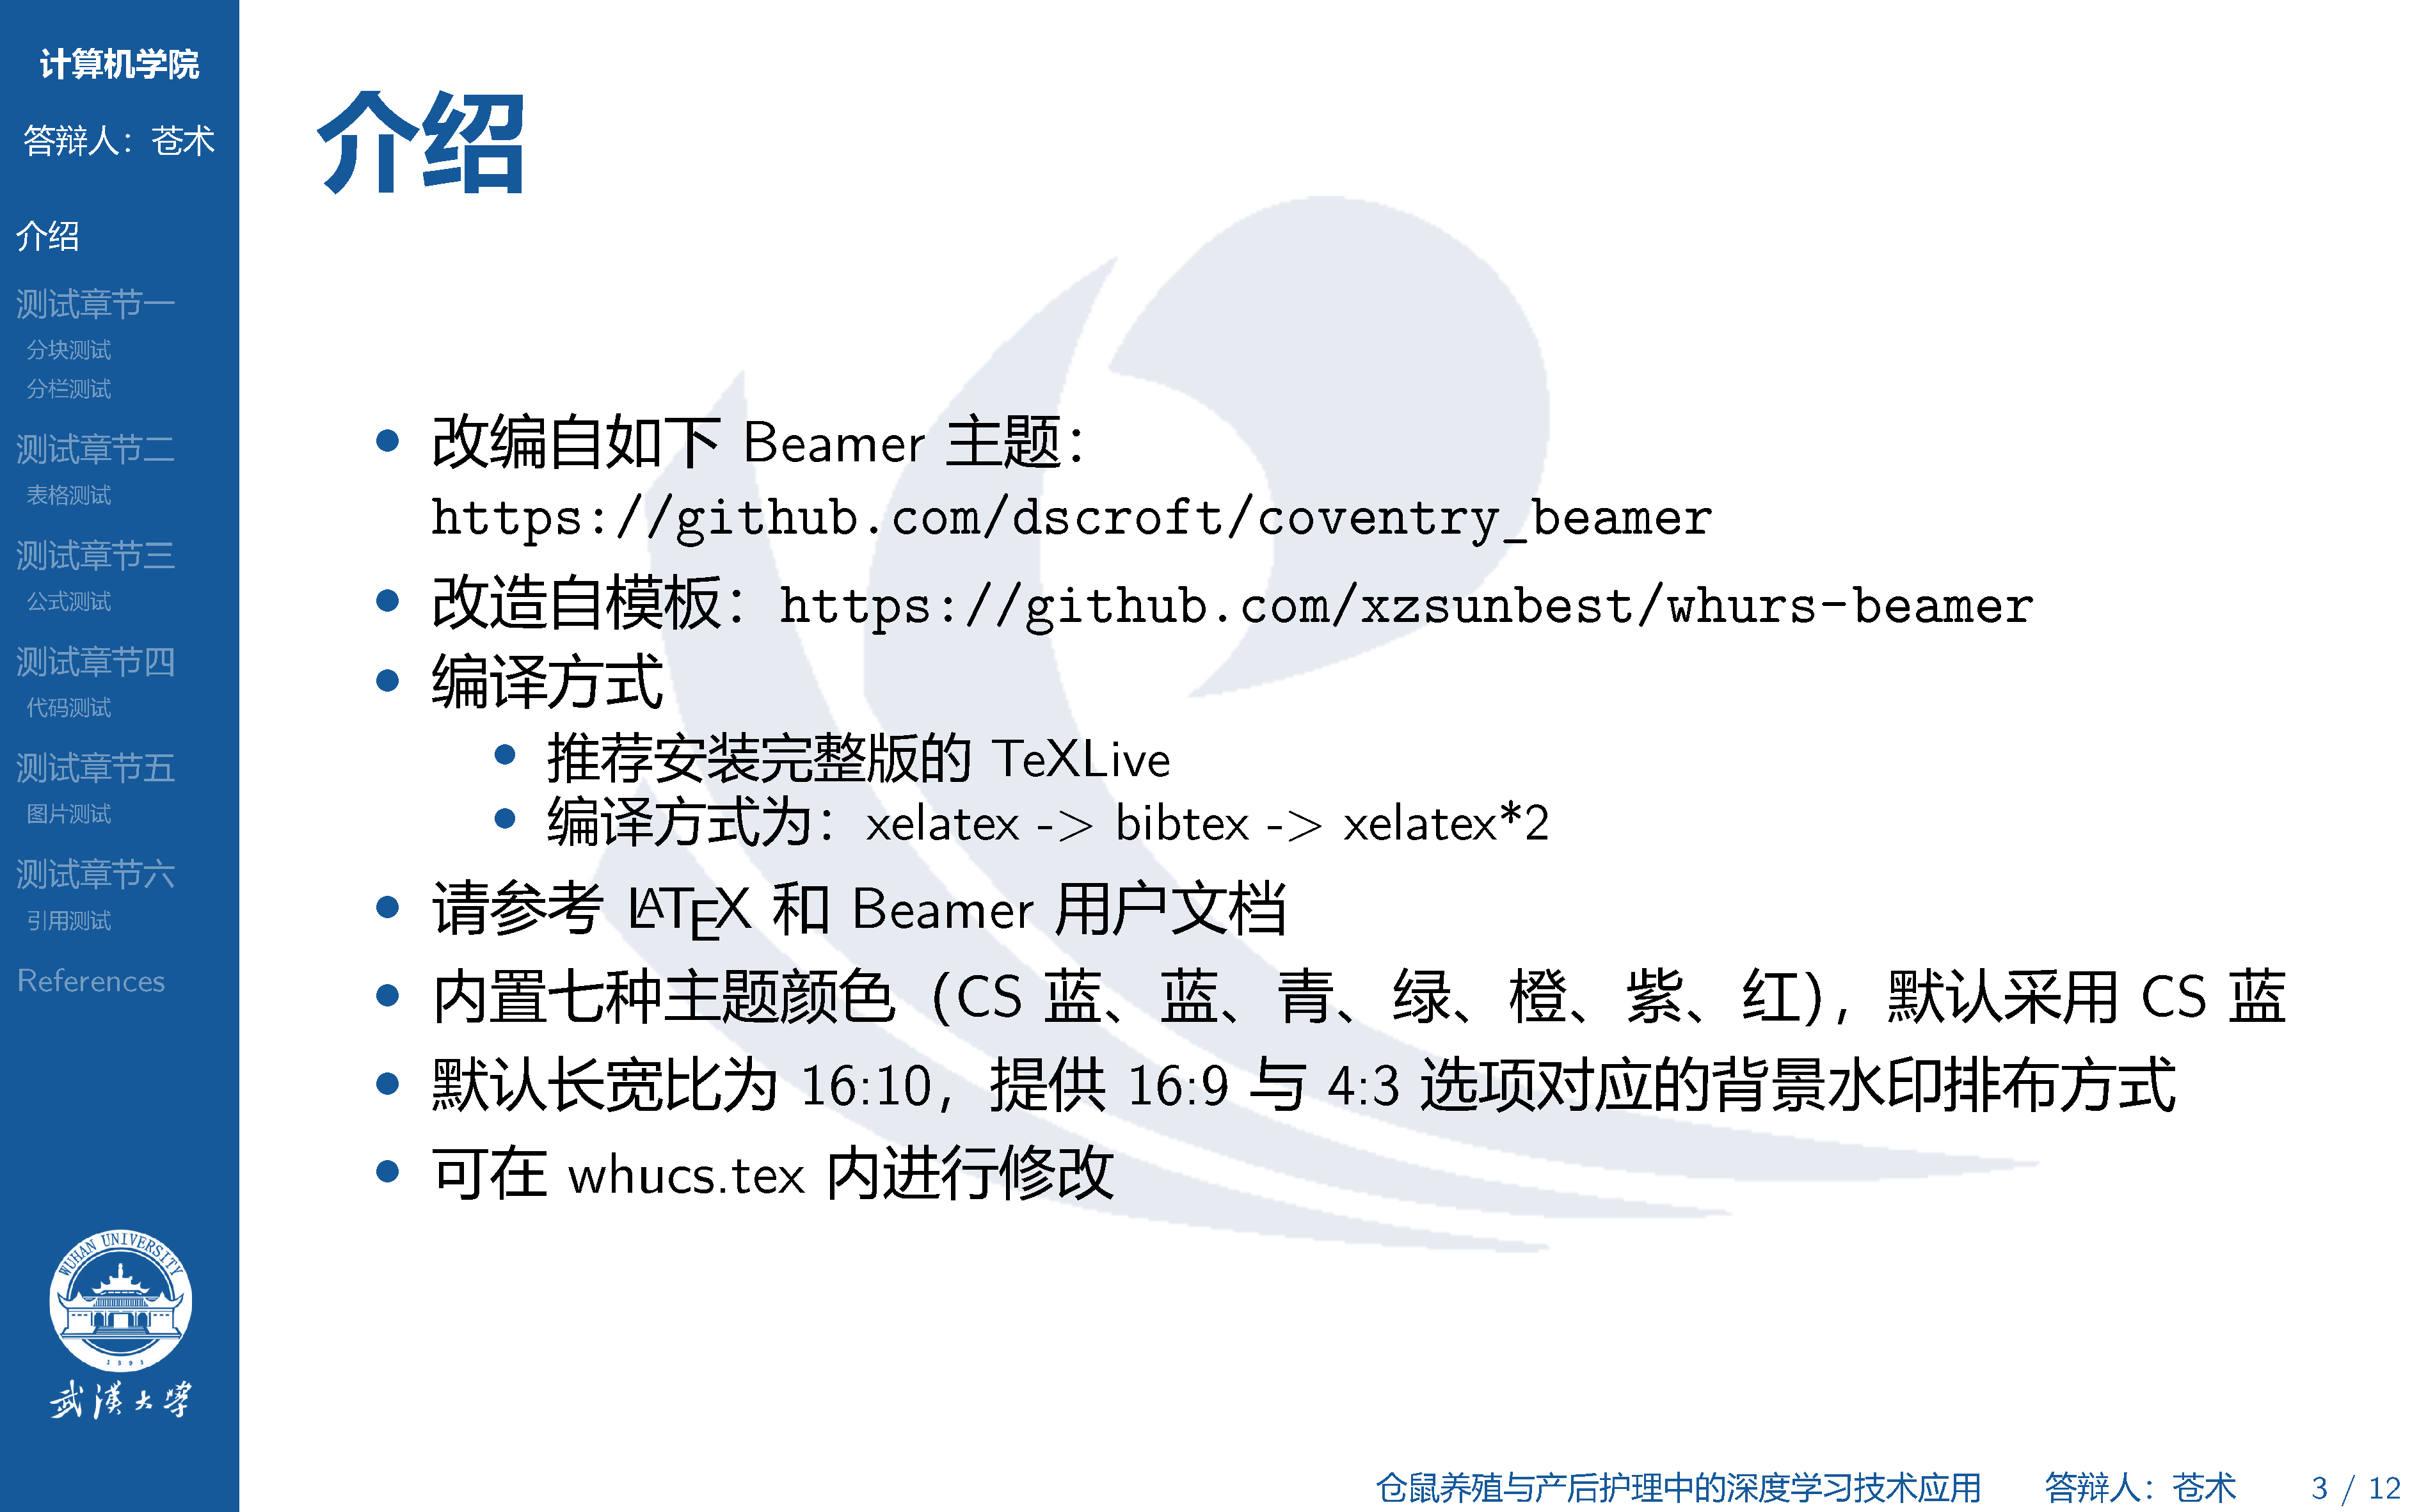 计算机学院
答辩人：苍术
介绍
测试章节一
分块测试
分栏测试
测试章节二
表格测试
测试章节三
公式测试
测试章节四
代码测试
测试章节五
图片测试
测试章节六
引用测试
References
WUHAN UNIVERSITY
1893
武漢大學
介绍
• 改编自如下 Beamer 主题：
https://github.com/dscroft/coventry_beamer
• 改造自模板：https://github.com/xzsunbest/whurs-beamer
• 编译方式
• 推荐安装完整版的 TeXLive
• 编译方式为：xelatex -> bibtex -> xelatex*2
• 请参考 LATEX 和 Beamer 用户文档
• 内置七种主题颜色（CS 蓝、蓝、青、绿、橙、紫、红），默认采用 CS 蓝
• 默认长宽比为 16:10，提供 16:9 与 4:3 选项对应的背景水印排布方式
• 可在 whucs.tex 内进行修改
仓鼠养殖与产后护理中的深度学习技术应用 答辩人：苍术 3 / 12